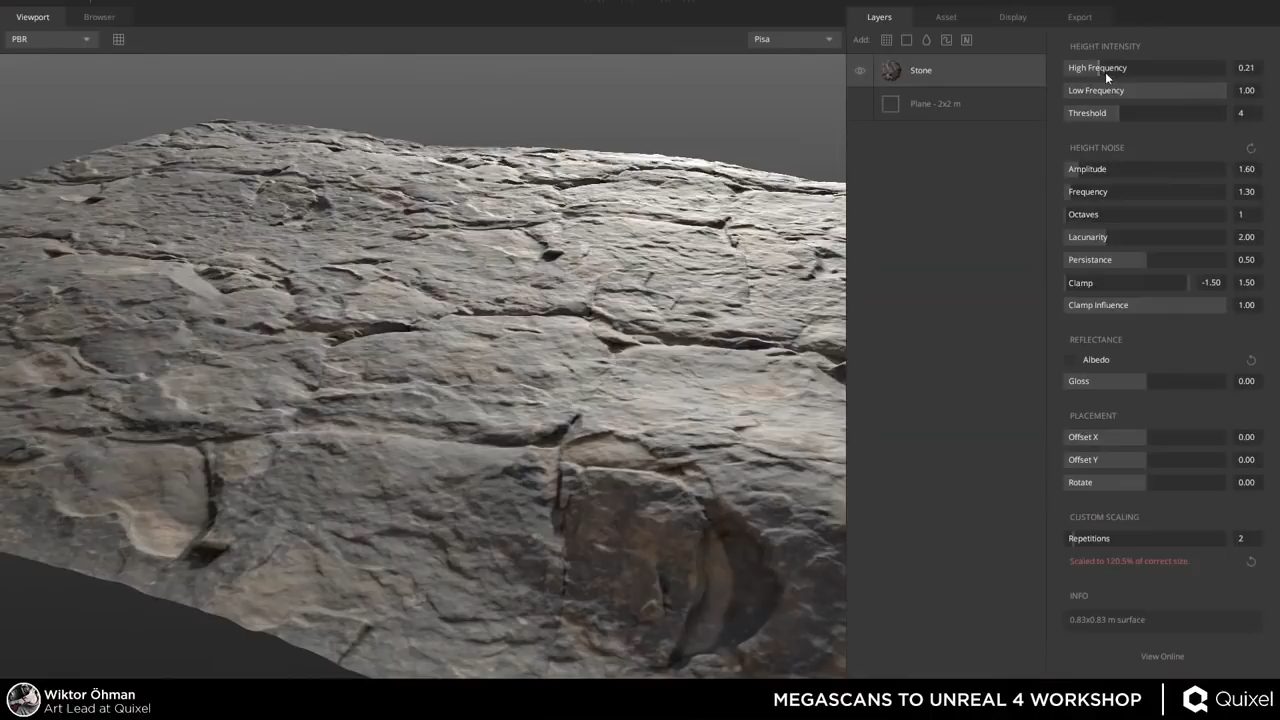 Viewport Browser
PBR
Pisa
Layers Asset Display Export
Add:
Stone
Plane - 2x2 m
HEIGHT INTENSITY
High Frequency 0.21
Low Frequency 1.00
Threshold 4
HEIGHT NOISE
Amplitude 1.60
Frequency 1.30
Octaves 1
Lacunarity 2.00
Persistance 0.50
Clamp -1.50 1.50
Clamp Influence 1.00
REFLECTANCE
Albedo
Gloss 0.00
PLACEMENT
Offset X 0.00
Offset Y 0.00
Rotate 0.00
CUSTOM SCALING
Repetitions 2
Scaled to 120.5% of correct size.
INFO
0.83x0.83 m surface
View Online
Wiktor Öhman
Art Lead at Quixel
MEGASCANS TO UNREAL 4 WORKSHOP
Quixel